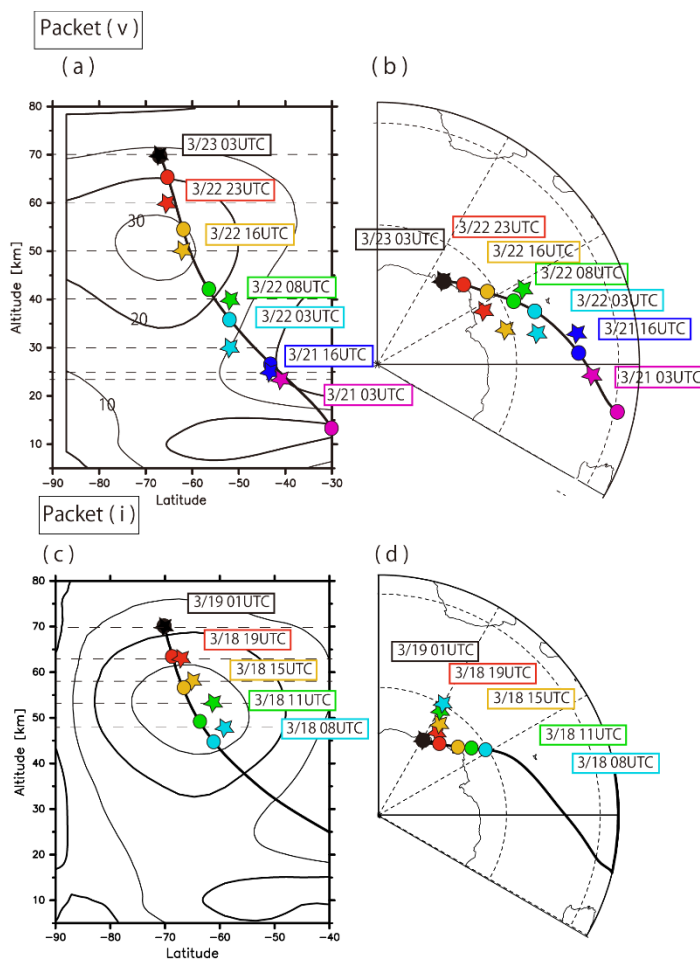 Packet (v)
(a)
(b)
80
70
60
50
40
30
20
10
Altitude [km]
3/23 03UTC
3/22 23UTC
3/22 16UTC
3/22 08UTC
3/22 03UTC
3/21 16UTC
3/21 03UTC
30
20
10
−90 −80 −70 −60 −50 −40 −30
Latitude
3/22 23UTC
3/23 03UTC
3/22 16UTC
3/22 08UTC
3/22 03UTC
3/21 16UTC
3/21 03UTC
Packet (i)
(c)
(d)
80
70
60
50
40
30
20
10
Altitude [km]
3/19 01UTC
3/18 19UTC
3/18 15UTC
3/18 11UTC
3/18 08UTC
−90 −80 −70 −60 −50 −40
Latitude
3/19 01UTC
3/18 19UTC
3/18 15UTC
3/18 11UTC
3/18 08UTC